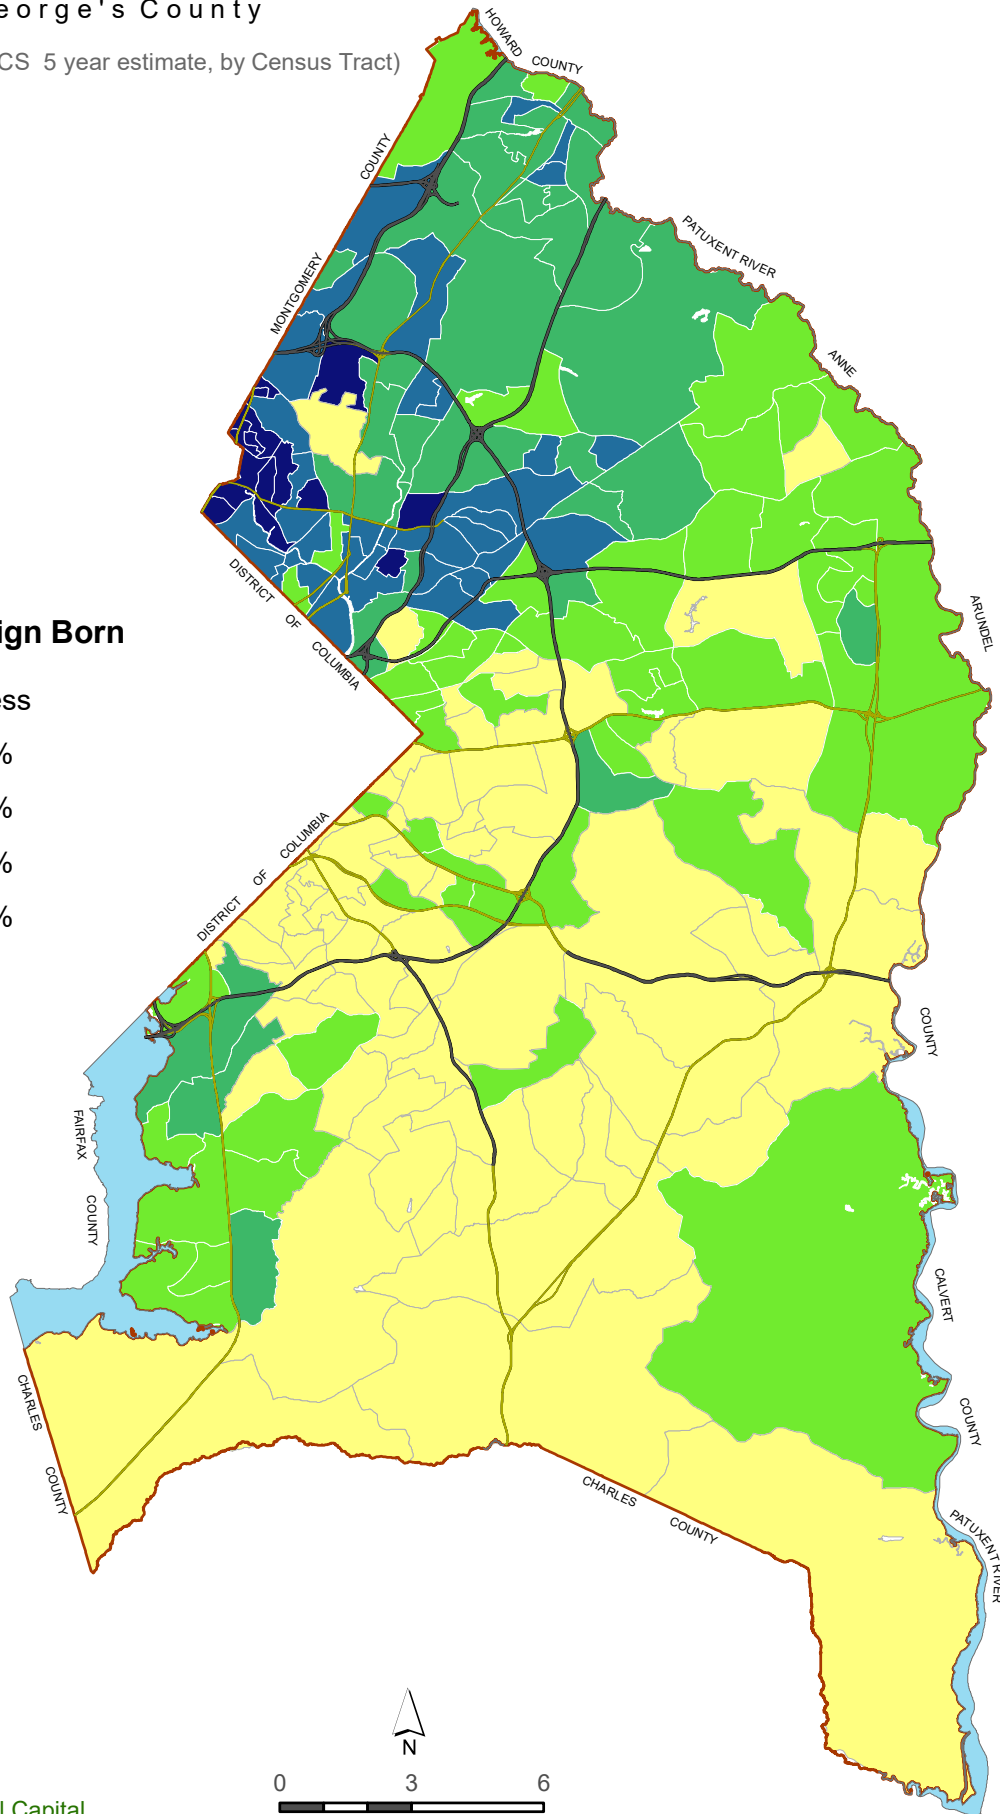 eorge's County
CS 5 year estimate, by Census Tract)
HOWARD
COUNTY
COUNTY
MONTGOMERY
PATUXENT RIVER
ANNE
ARUNDEL
DISTRICT
OF
COLUMBIA
ign Born
ess
%
%
%
%
COLUMBIA
OF
DISTRICT
COUNTY
FAIRFAX
COUNTY
CALVERT
COUNTY
CHARLES
COUNTY
CHARLES
COUNTY
PATUXENT RIVER
N
0 3 6
l Capital